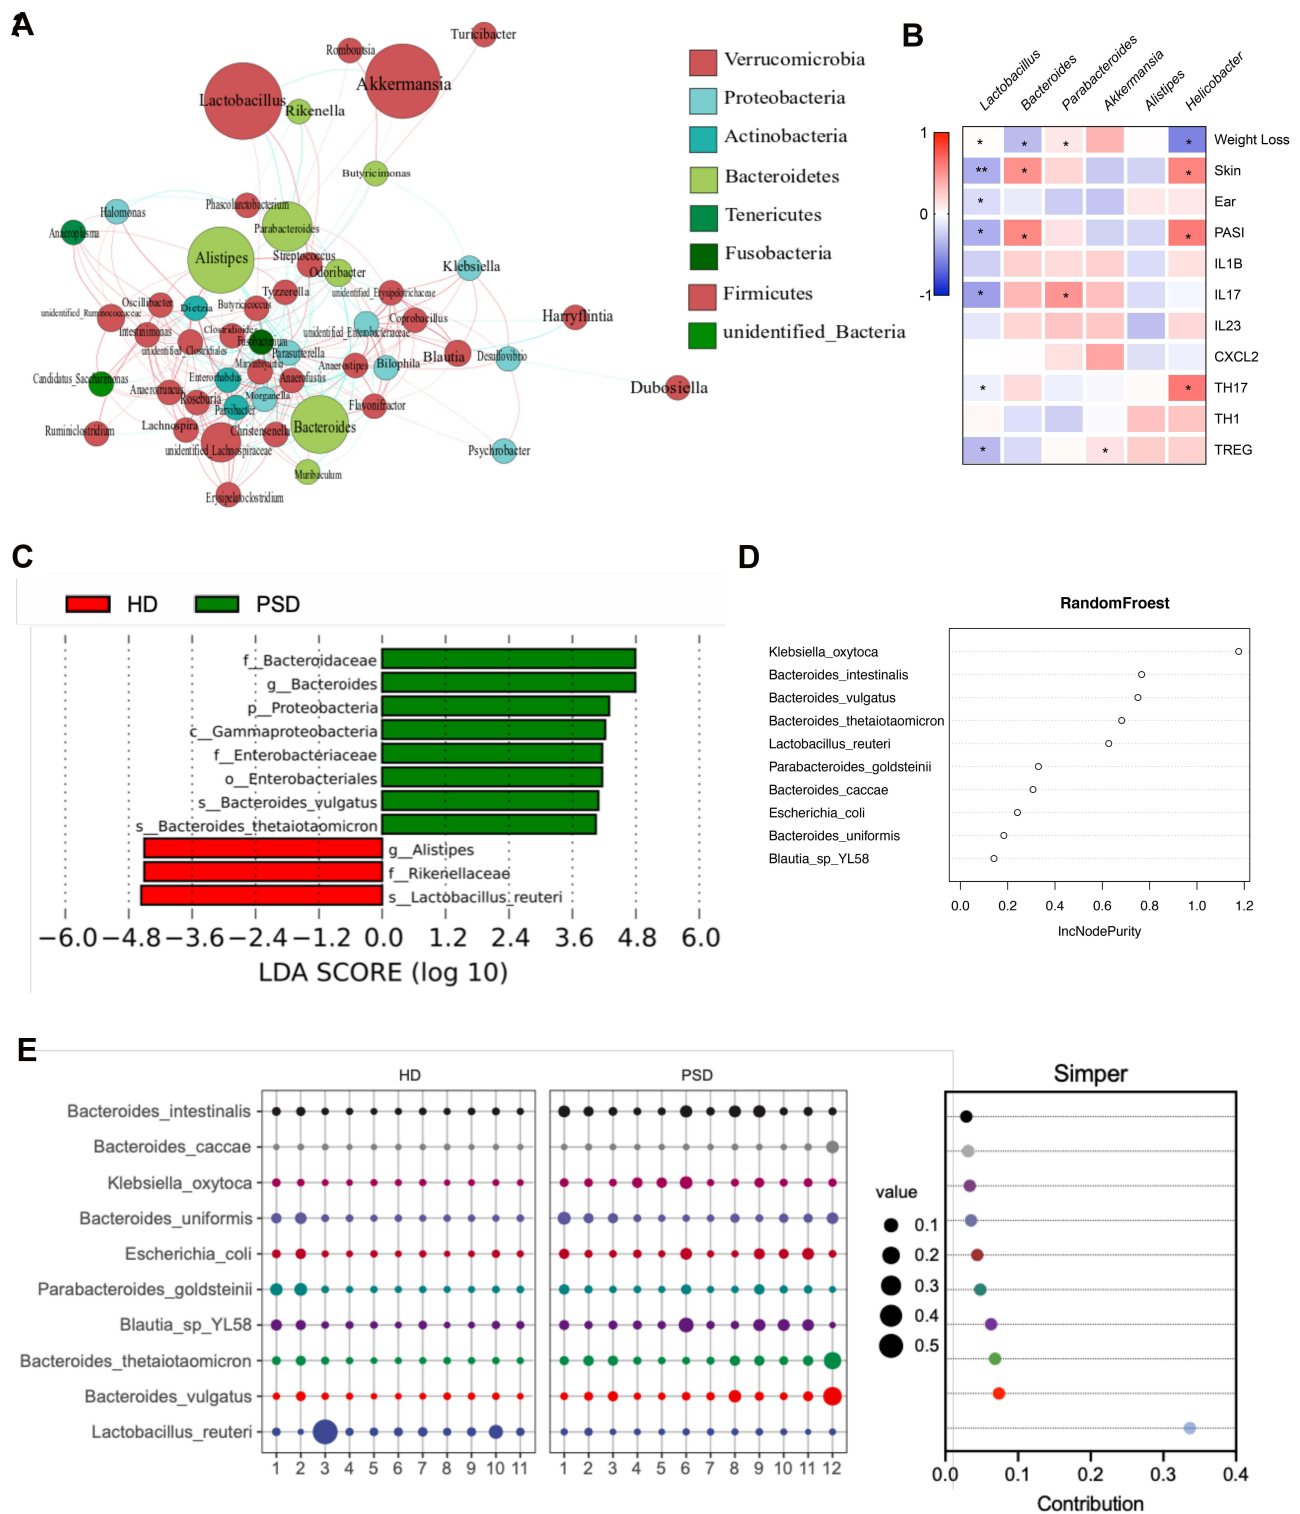 A
Turicibacter
Romboutsia
Akkermansia
Lactobacillus
Rikenella
Butyricimonas
Phascolarctobacterium
Halomonas
Parabacteroides
Anaeroplasma
Alistipes
Streptococcus
Odoribacter
Klebsiella
Tyzzerella
unidentified_Erysipelotrichaceae
Oscillibacter
Dietzia
Butyricicoccus
unidentified_Ruminococcaceae
Coprobacillus
Harryflintia
Intestinimonas
Clostridioides
unidentified_Enterobacteriaceae
Fusobacterium
unidentified_Clostridiales
Parasutterella
Blautia
Desulfovibrio
Marvinbryantia
Anaerostipes
Bilophila
Candidatus_Saccharimonas
Enterorhabdus
Anaerofustis
Anaerotruncus
Morganella
Dubosiella
Roseburia
Parvibacter
Flavonifractor
Lachnospira
Christensenella
Bacteroides
Ruminiclostridium
unidentified_Lachnospiraceae
Psychrobacter
Muribaculum
Erysipelatoclostridium
Verrucomicrobia
Proteobacteria
Actinobacteria
Bacteroidetes
Tenericutes
Fusobacteria
Firmicutes
unidentified_Bacteria
B
Lactobacillus
Bacteroides
Parabacteroides
Akkermansia
Alistipes
Helicobacter
1
0
-1
* * * * Weight Loss
** * * Skin
* Ear
* * * PASI
IL1B
* * IL17
IL23
CXCL2
* * TH17
TH1
* * TREG
C
HD PSD
f__Bacteroidaceae
g__Bacteroides
p__Proteobacteria
c__Gammaproteobacteria
f__Enterobacteriaceae
o__Enterobacteriales
s__Bacteroides_vulgatus
s__Bacteroides_thetaiotaomicron
g__Alistipes
f__Rikenellaceae
s__Lactobacillus_reuteri
−6.0 −4.8 −3.6 −2.4 −1.2 0.0 1.2 2.4 3.6 4.8 6.0
LDA SCORE (log 10)
D
RandomFroest
Klebsiella_oxytoca
Bacteroides_intestinalis
Bacteroides_vulgatus
Bacteroides_thetaiotaomicron
Lactobacillus_reuteri
Parabacteroides_goldsteinii
Bacteroides_caccae
Escherichia_coli
Bacteroides_uniformis
Blautia_sp_YL58
0.0 0.2 0.4 0.6 0.8 1.0 1.2
IncNodePurity
E
HD PSD
Bacteroides_intestinalis
Bacteroides_caccae
Klebsiella_oxytoca
Bacteroides_uniformis
Escherichia_coli
Parabacteroides_goldsteinii
Blautia_sp_YL58
Bacteroides_thetaiotaomicron
Bacteroides_vulgatus
Lactobacillus_reuteri
1 2 3 4 5 6 7 8 9 10 11 1 2 3 4 5 6 7 8 9 10 11 12
value
0.1
0.2
0.3
0.4
0.5
Simper
0.0 0.1 0.2 0.3 0.4
Contribution